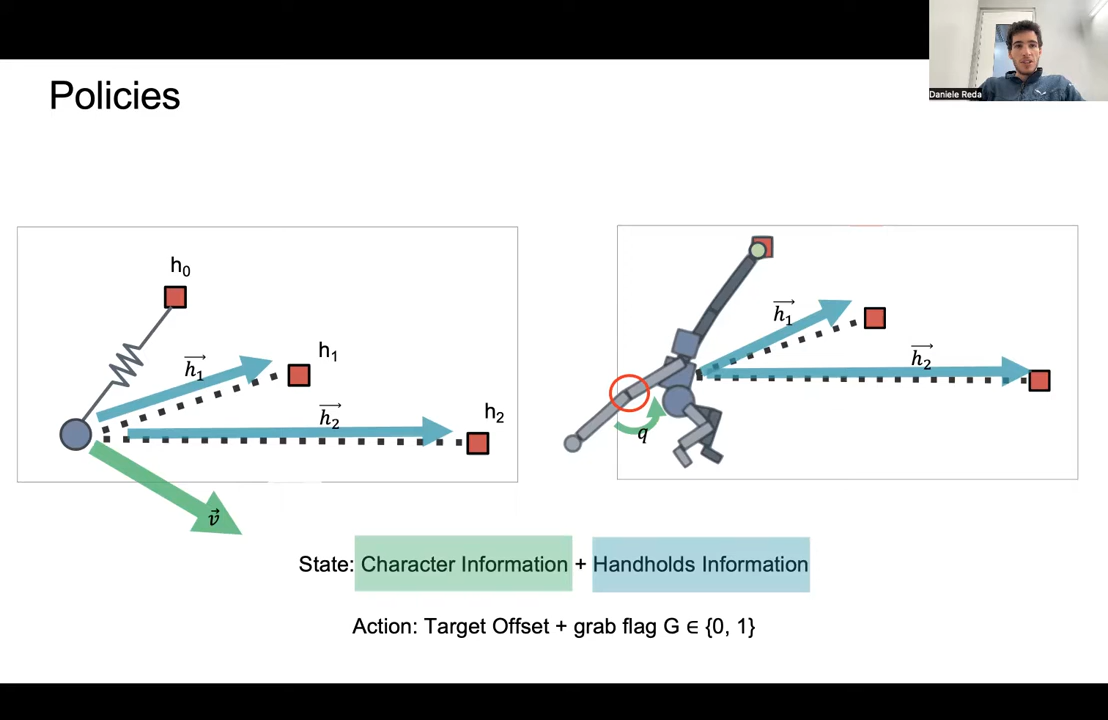 Policies
Daniele Reda
h₀
h₁
h₁
h₂
h₂
v
h₁
h₂
q
State: Character Information + Handholds Information
Action: Target Offset + grab flag G ∈ {0, 1}